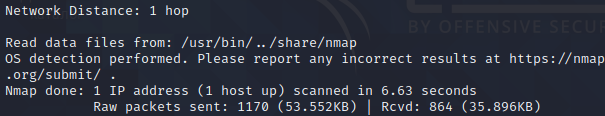 Network Distance: 1 hop
BY OFFENSIVE SECUR
Read data files from: /usr/bin/../share/nmap
OS detection performed. Please report any incorrect results at https://nmap
.org/submit/ .
Nmap done: 1 IP address (1 host up) scanned in 6.63 seconds
Raw packets sent: 1170 (53.552KB) | Rcvd: 864 (35.896KB)